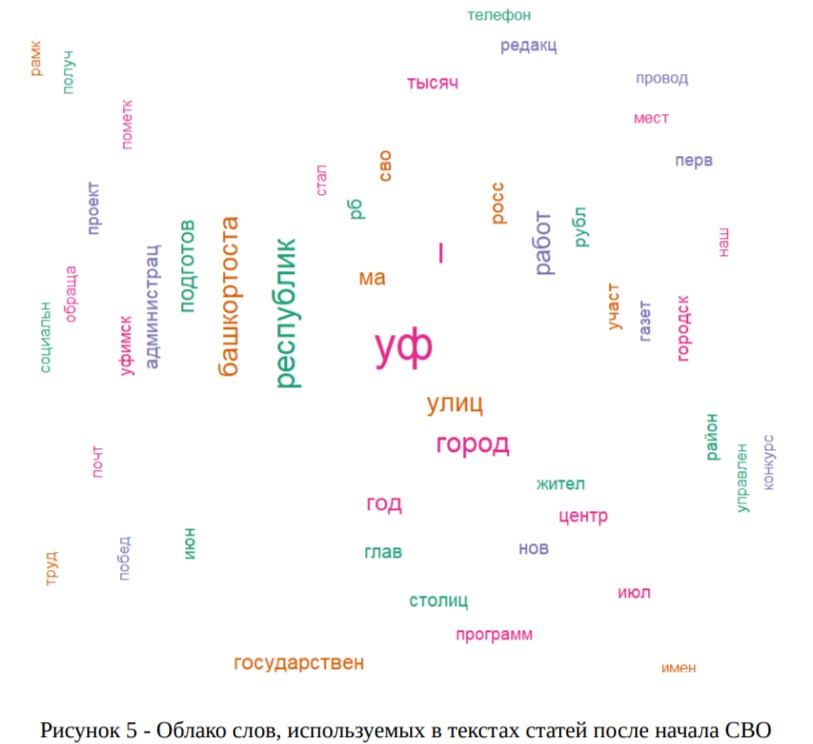 телефон
редакц
рамк
получ
тысяч
провод
пометк
мест
сво
перв
стал
проект
рб
росс
работ
рубл
наш
социальн
обраща
уфимск
администрац
подготов
башкортоста
республик
l
ма
участ
газет
городск
уф
улиц
город
район
управлен
конкурс
почт
жител
год
центр
труд
побед
июн
глав
нов
июл
столиц
программ
государствен
имен
Рисунок 5 - Облако слов, используемых в текстах статей после начала СВО